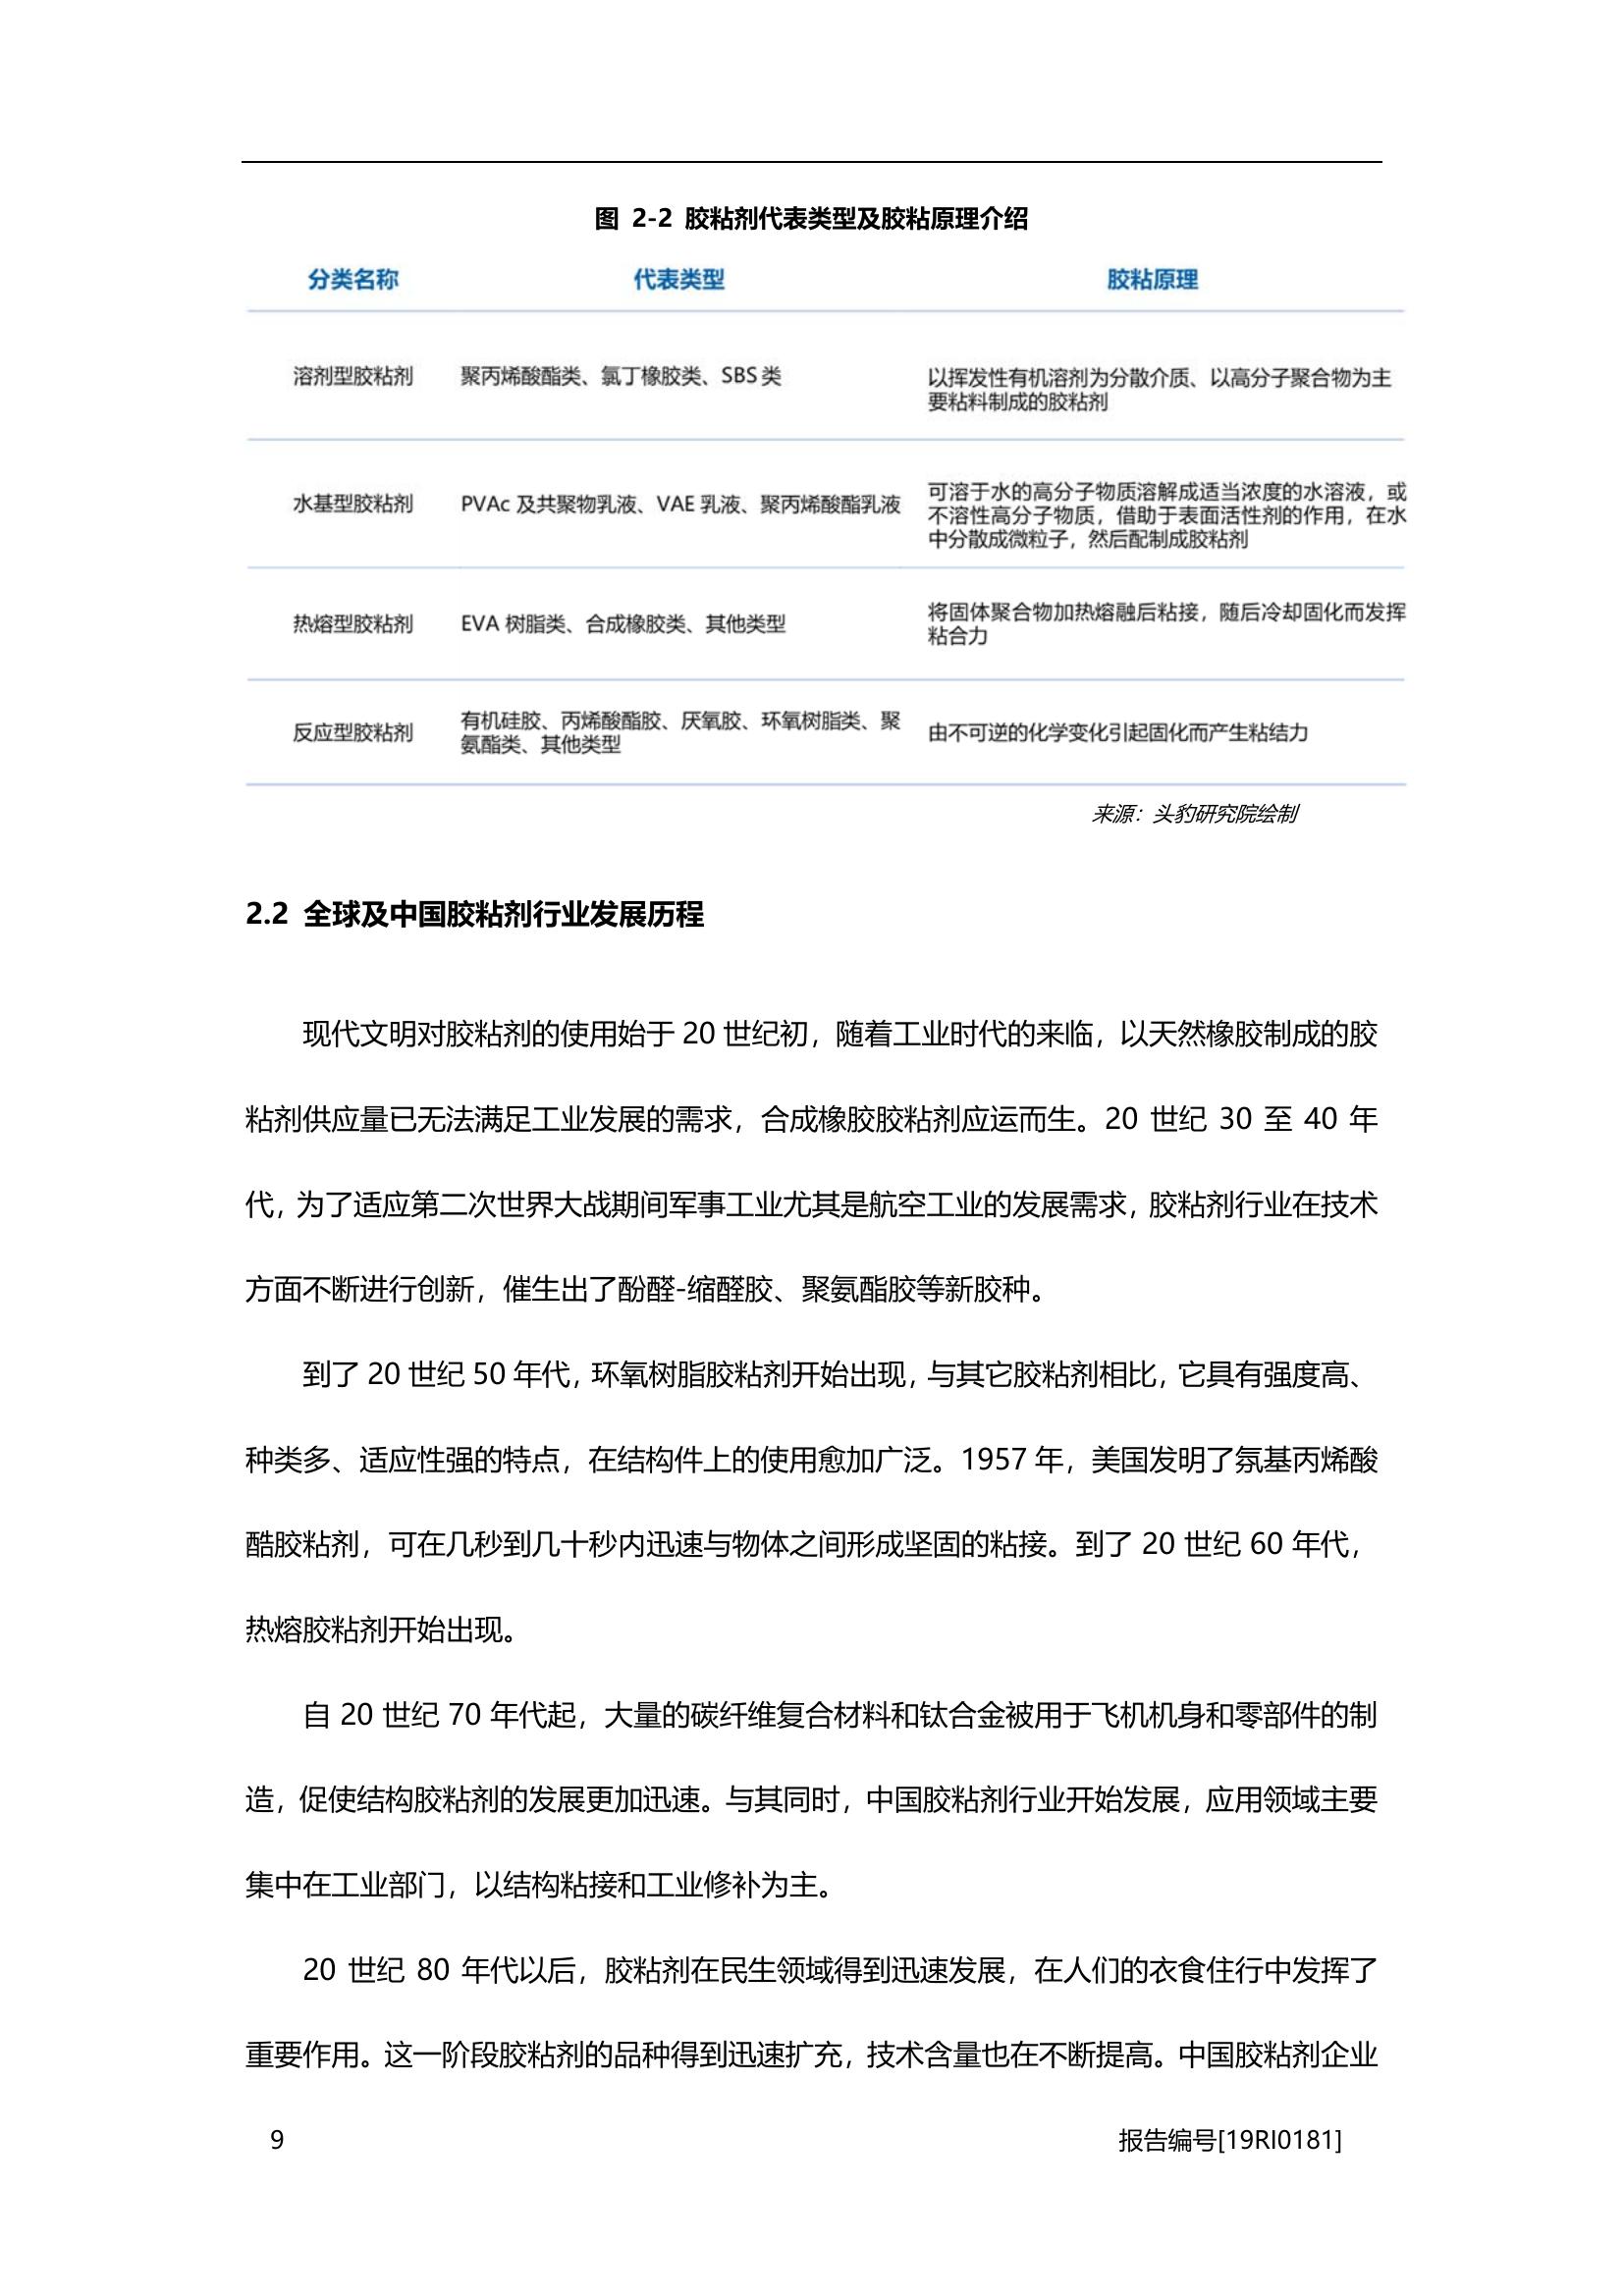 图 2-2 胶粘剂代表类型及胶粘原理介绍
分类名称 代表类型 胶粘原理
溶剂型胶粘剂 聚丙烯酸酯类、氯丁橡胶类、SBS 类 以挥发性有机溶剂为分散介质、以高分子聚合物为主
要粘料制成的胶粘剂
水基型胶粘剂 PVAc 及共聚物乳液、VAE 乳液、聚丙烯酸酯乳液 可溶于水的高分子物质溶解成适当浓度的水溶液，或
不溶性高分子物质，借助于表面活性剂的作用，在水
中分散成微粒子，然后配制成胶粘剂
热熔型胶粘剂 EVA 树脂类、合成橡胶类、其他类型 将固体聚合物加热熔融后粘接，随后冷却固化而发挥
粘合力
反应型胶粘剂 有机硅胶、丙烯酸酯胶、厌氧胶、环氧树脂类、聚
氨酯类、其他类型 由不可逆的化学变化引起固化而产生粘结力
来源：头豹研究院绘制
2.2 全球及中国胶粘剂行业发展历程
现代文明对胶粘剂的使用始于 20 世纪初，随着工业时代的来临，以天然橡胶制成的胶
粘剂供应量已无法满足工业发展的需求，合成橡胶胶粘剂应运而生。20 世纪 30 至 40 年
代，为了适应第二次世界大战期间军事工业尤其是航空工业的发展需求，胶粘剂行业在技术
方面不断进行创新，催生出了酚醛-缩醛胶、聚氨酯胶等新胶种。
到了 20 世纪 50 年代，环氧树脂胶粘剂开始出现，与其它胶粘剂相比，它具有强度高、
种类多、适应性强的特点，在结构件上的使用愈加广泛。1957 年，美国发明了氰基丙烯酸
酯胶粘剂，可在几秒到几十秒内迅速与物体之间形成坚固的粘接。到了 20 世纪 60 年代，
热熔胶粘剂开始出现。
自 20 世纪 70 年代起，大量的碳纤维复合材料和钛合金被用于飞机机身和零部件的制
造，促使结构胶粘剂的发展更加迅速。与其同时，中国胶粘剂行业开始发展，应用领域主要
集中在工业部门，以结构粘接和工业修补为主。
20 世纪 80 年代以后，胶粘剂在民生领域得到迅速发展，在人们的衣食住行中发挥了
重要作用。这一阶段胶粘剂的品种得到迅速扩充，技术含量也在不断提高。中国胶粘剂企业
9 报告编号[19RI0181]